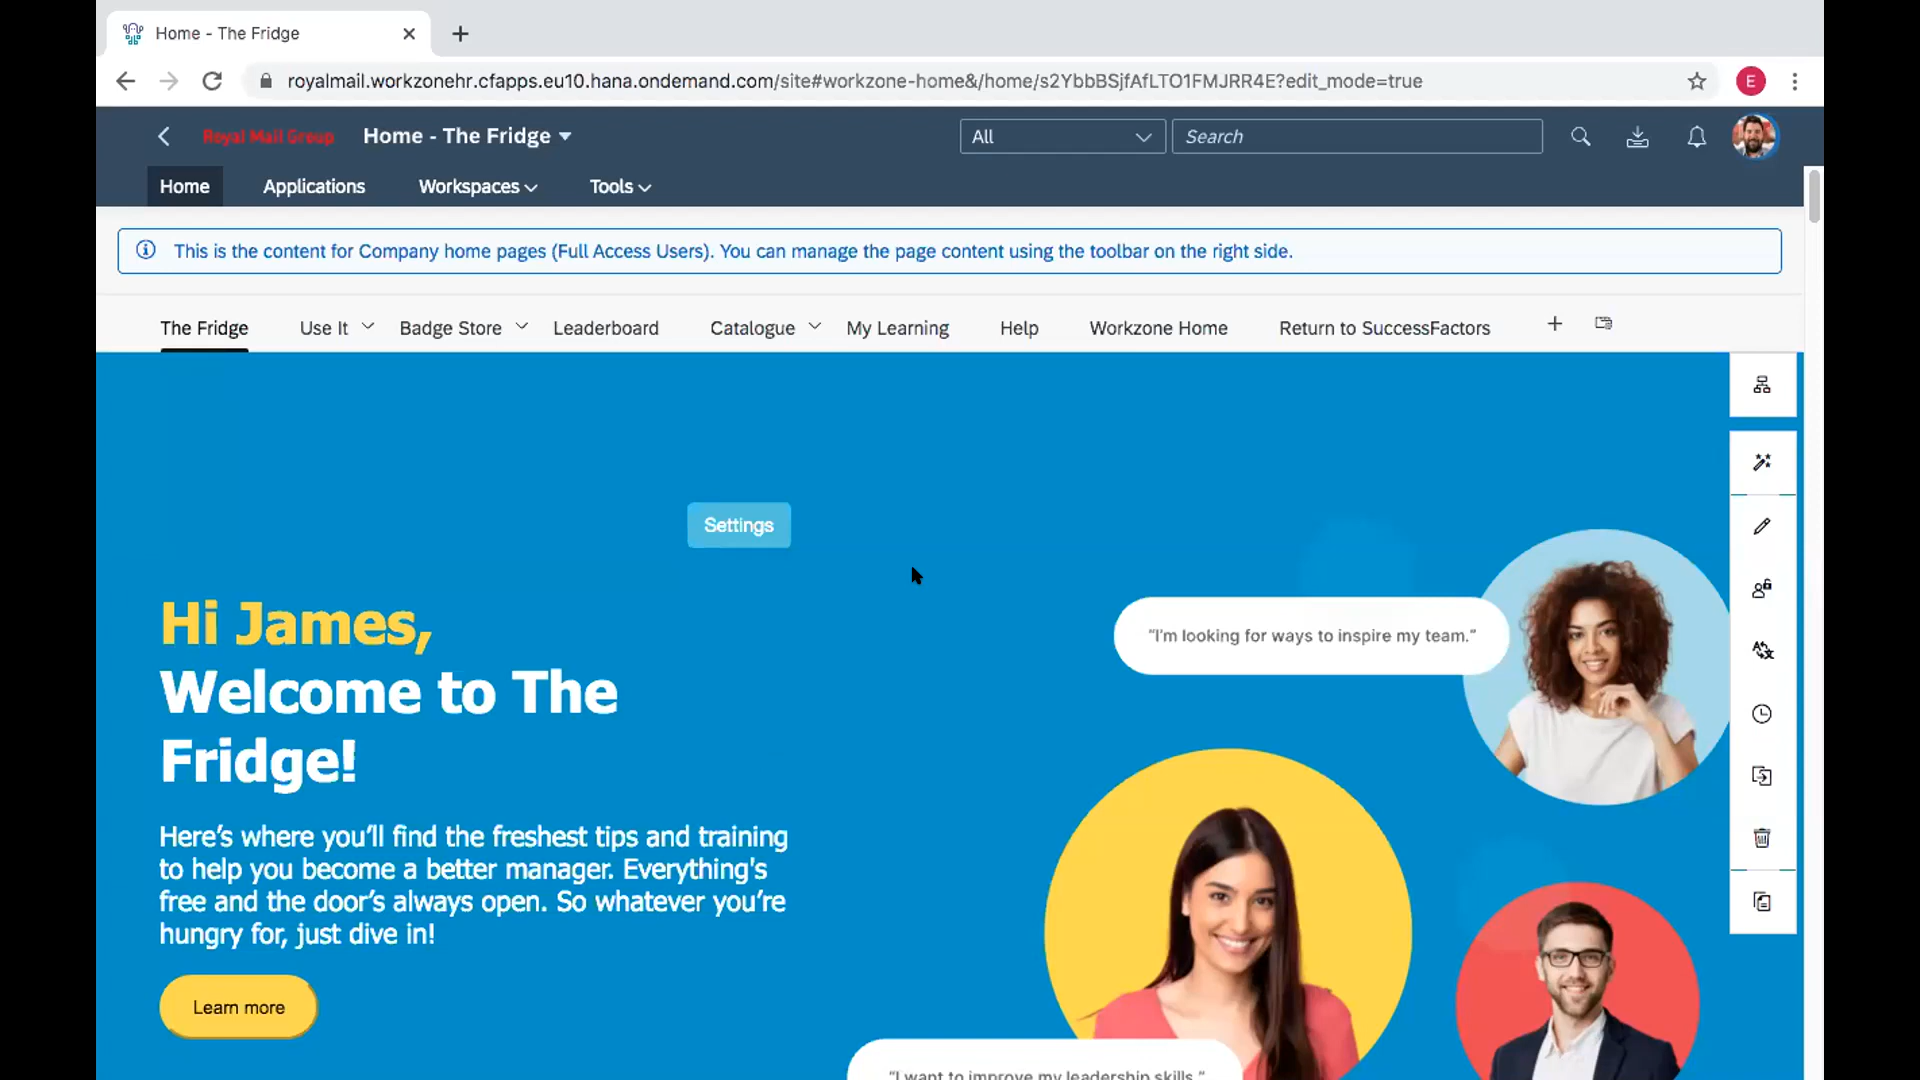 Home - The Fridge
royalmail.workzonehr.cfapps.eu10.hana.ondemand.com/site#workzone-home&/home/s2YbbBSjfAfLTO1FMJRR4E?edit_mode=true
E
Royal Mail Group
Home - The Fridge
All
Search
Home
Applications
Workspaces
Tools
This is the content for Company home pages (Full Access Users). You can manage the page content using the toolbar on the right side.
The Fridge
Use It
Badge Store
Leaderboard
Catalogue
My Learning
Help
Workzone Home
Return to SuccessFactors
Settings
Hi James,
Welcome to The
Fridge!
"I'm looking for ways to inspire my team."
Here's where you'll find the freshest tips and training
to help you become a better manager. Everything's
free and the door's always open. So whatever you're
hungry for, just dive in!
Learn more
"I want to improve my leadership skills."